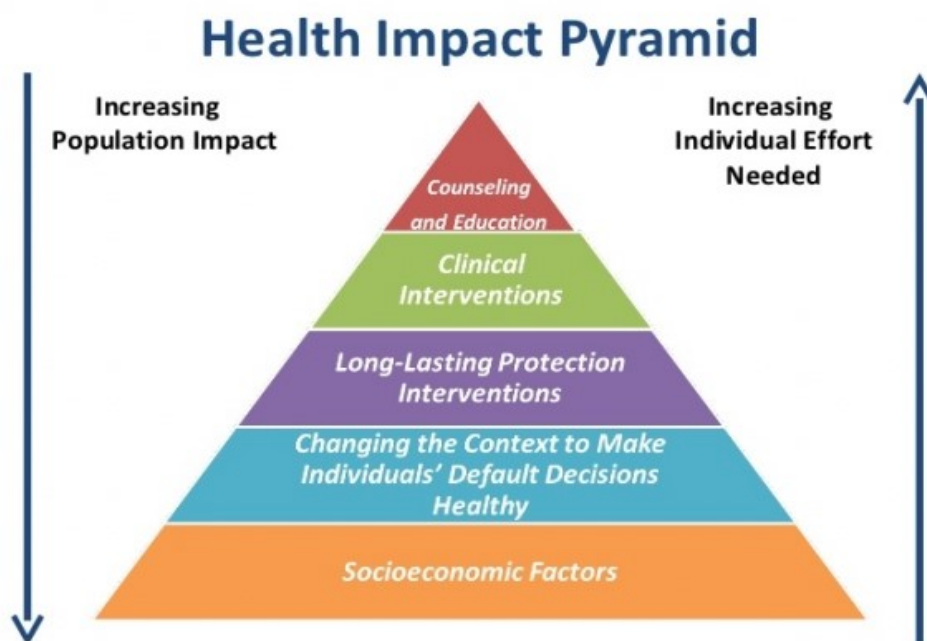 Health Impact Pyramid
Increasing
Population Impact
Increasing
Individual Effort
Needed
Counseling
and Education
Clinical
Interventions
Long-Lasting Protection
Interventions
Changing the Context to Make
Individuals’ Default Decisions
Healthy
Socioeconomic Factors